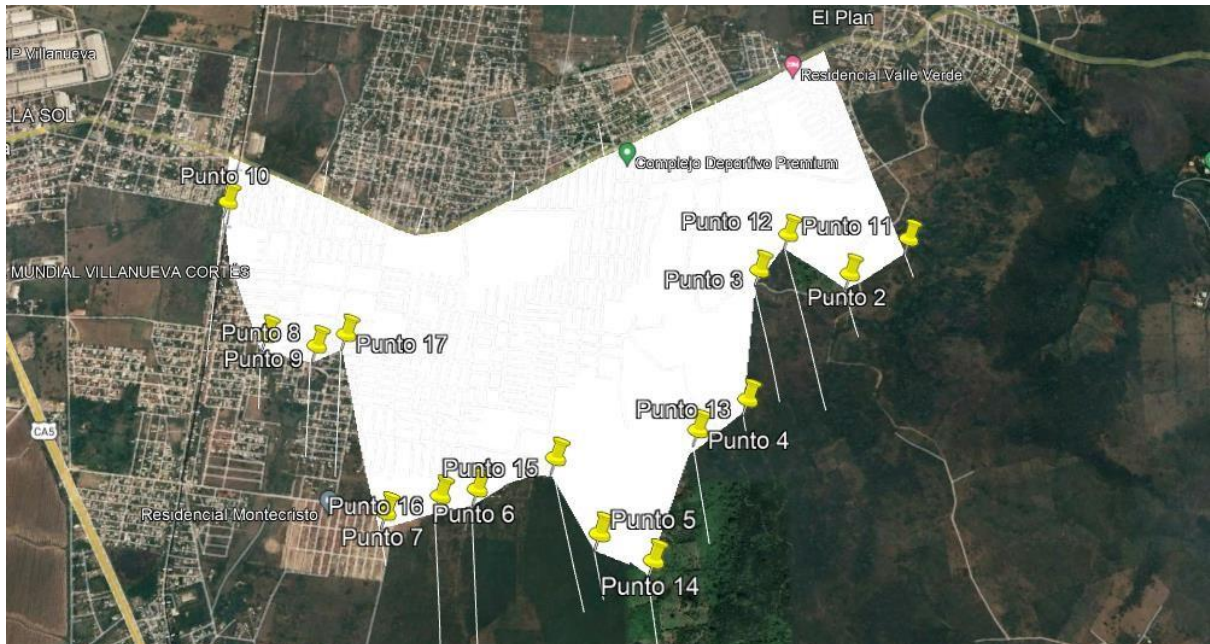 El Plan
MP Villanueva
Residencial Valle Verde
LLA SOL
Complejo Deportivo Premium
Punto 10
Punto 12
Punto 11
MUNDIAL VILLANUEVA CORTÉS
Punto 3
Punto 2
Punto 8
Punto 9
Punto 17
Punto 13
Punto 4
CA5
Punto 15
Punto 16
Punto 6
Residencial Montecristo
Punto 7
Punto 5
Punto 14